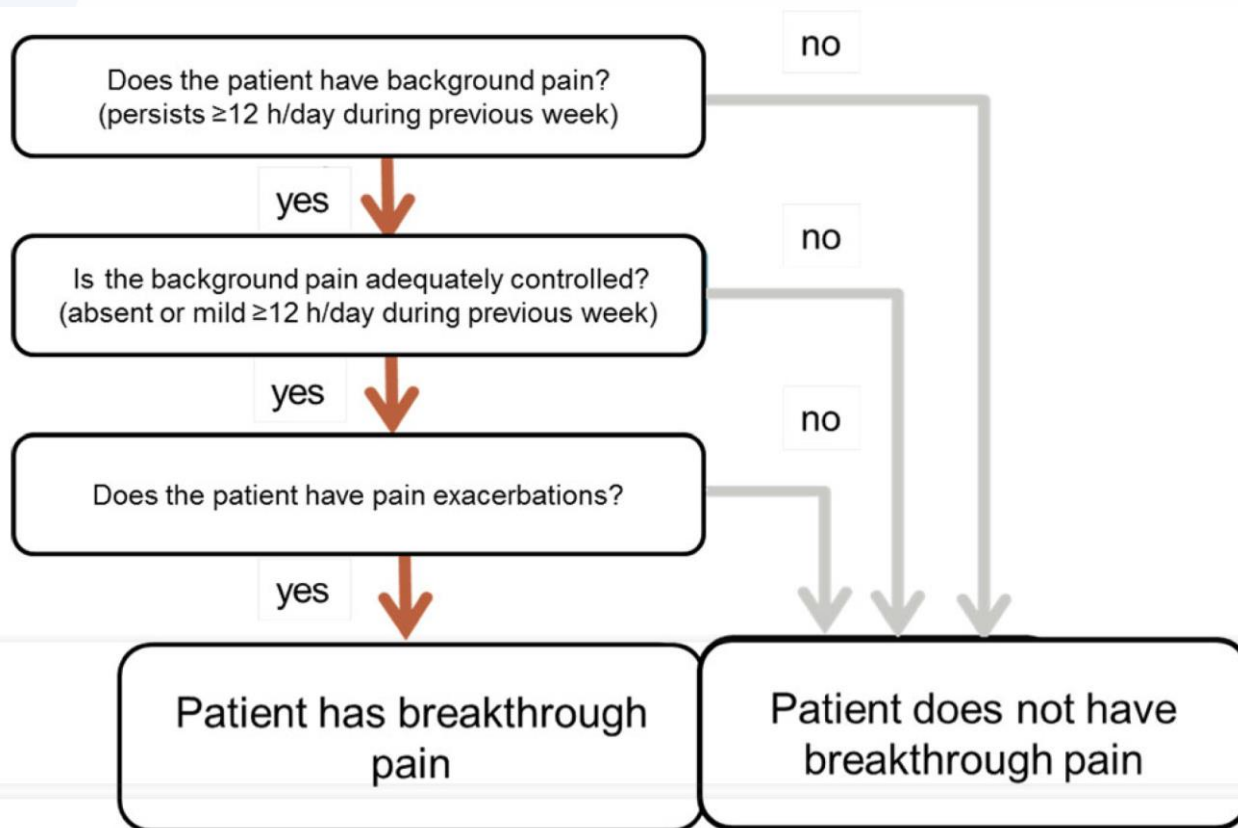 no
Does the patient have background pain?
(persists ≥12 h/day during previous week)
yes
no
Is the background pain adequately controlled?
(absent or mild ≥12 h/day during previous week)
yes
no
Does the patient have pain exacerbations?
yes
Patient has breakthrough
pain
Patient does not have
breakthrough pain